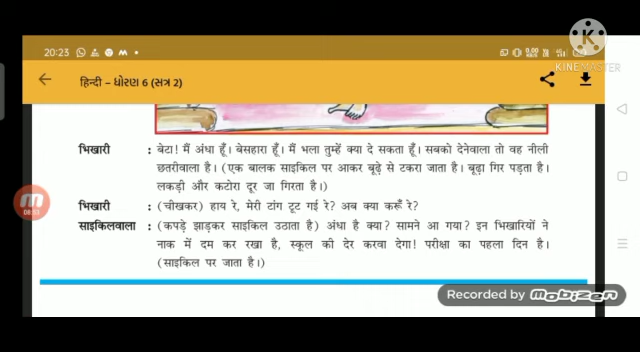 20:23
KINEMASTER
हिन्दी – ધોરણ 6 (સત્ર 2)
भिखारी : बेटा! मैं अंधा हूँ। बेसहारा हूँ। मैं भला तुम्हें क्या दे सकता हूँ। सबको देनेवाला तो वह नीली
छतरीवाला है। (एक बालक साइकिल पर आकर बूढ़े से टकरा जाता है। बूढ़ा गिर पड़ता है।
लकड़ी और कटोरा दूर जा गिरता है।)
भिखारी : (चीखकर) हाय रे, मेरी टांग टूट गई रे? अब क्या करूँ रे?
साइकिलवाला : (कपड़े झाड़कर साइकिल उठाता है) अंधा है क्या? सामने आ गया? इन भिखारियों ने
नाक में दम कर रखा है, स्कूल की देर करवा देगा! परीक्षा का पहला दिन है।
(साइकिल पर जाता है।)
Recorded by Mobizen